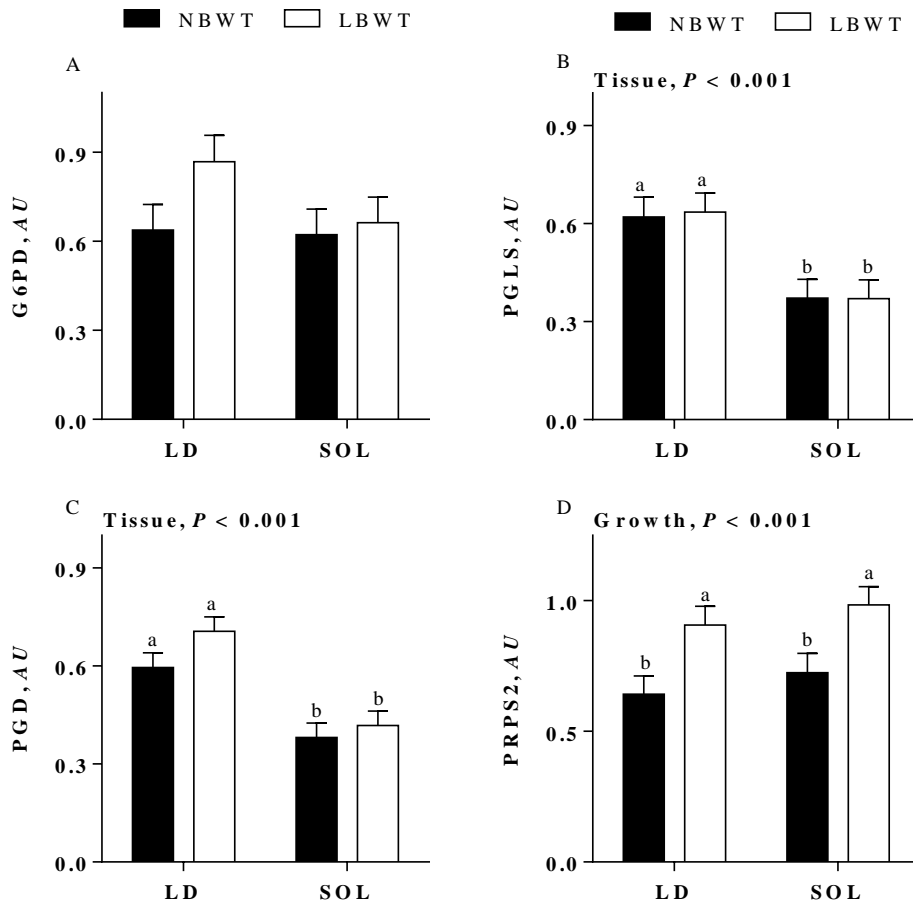 NBWT LBWT
A
G6PD, AU
0.9
0.6
0.3
0.0
LD SOL
NBWT LBWT
B
Tissue, P < 0.001
PGLS, AU
0.9
0.6
0.3
0.0
a a b b
LD SOL
C
Tissue, P < 0.001
PGD, AU
0.9
0.6
0.3
0.0
a a b b
LD SOL
D
Growth, P < 0.001
PRPS2, AU
1.0
0.5
0.0
b a b a
LD SOL